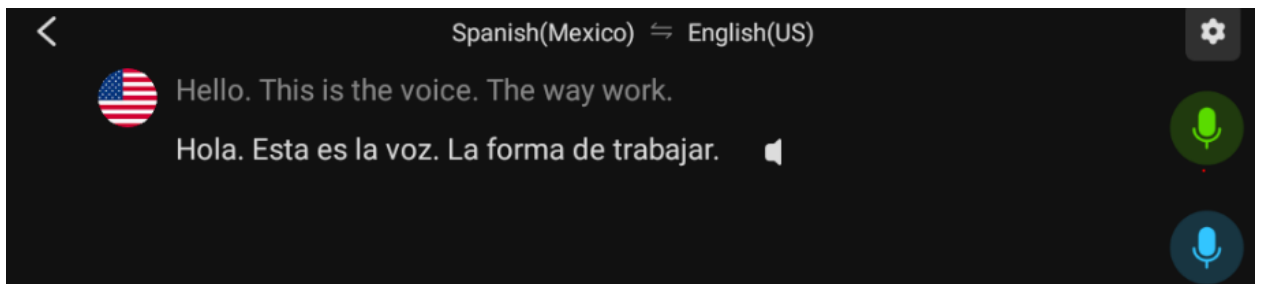 Spanish(Mexico) ⇋ English(US)
Hello. This is the voice. The way work.
Hola. Esta es la voz. La forma de trabajar.